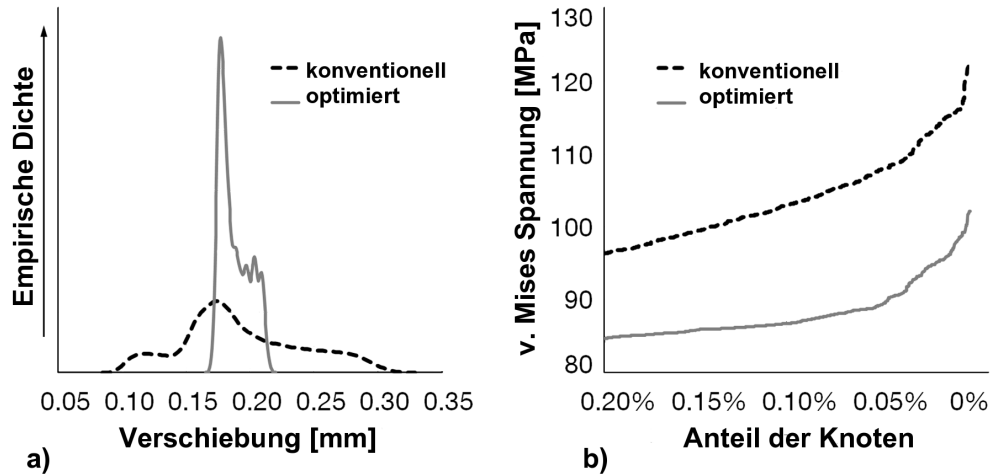 Empirische Dichte
konventionell
optimiert
0.05 0.10 0.15 0.20 0.25 0.30 0.35
Verschiebung [mm]
a)
v. Mises Spannung [MPa]
130
120
110
100
90
80
konventionell
optimiert
0.20% 0.15% 0.10% 0.05% 0%
Anteil der Knoten
b)